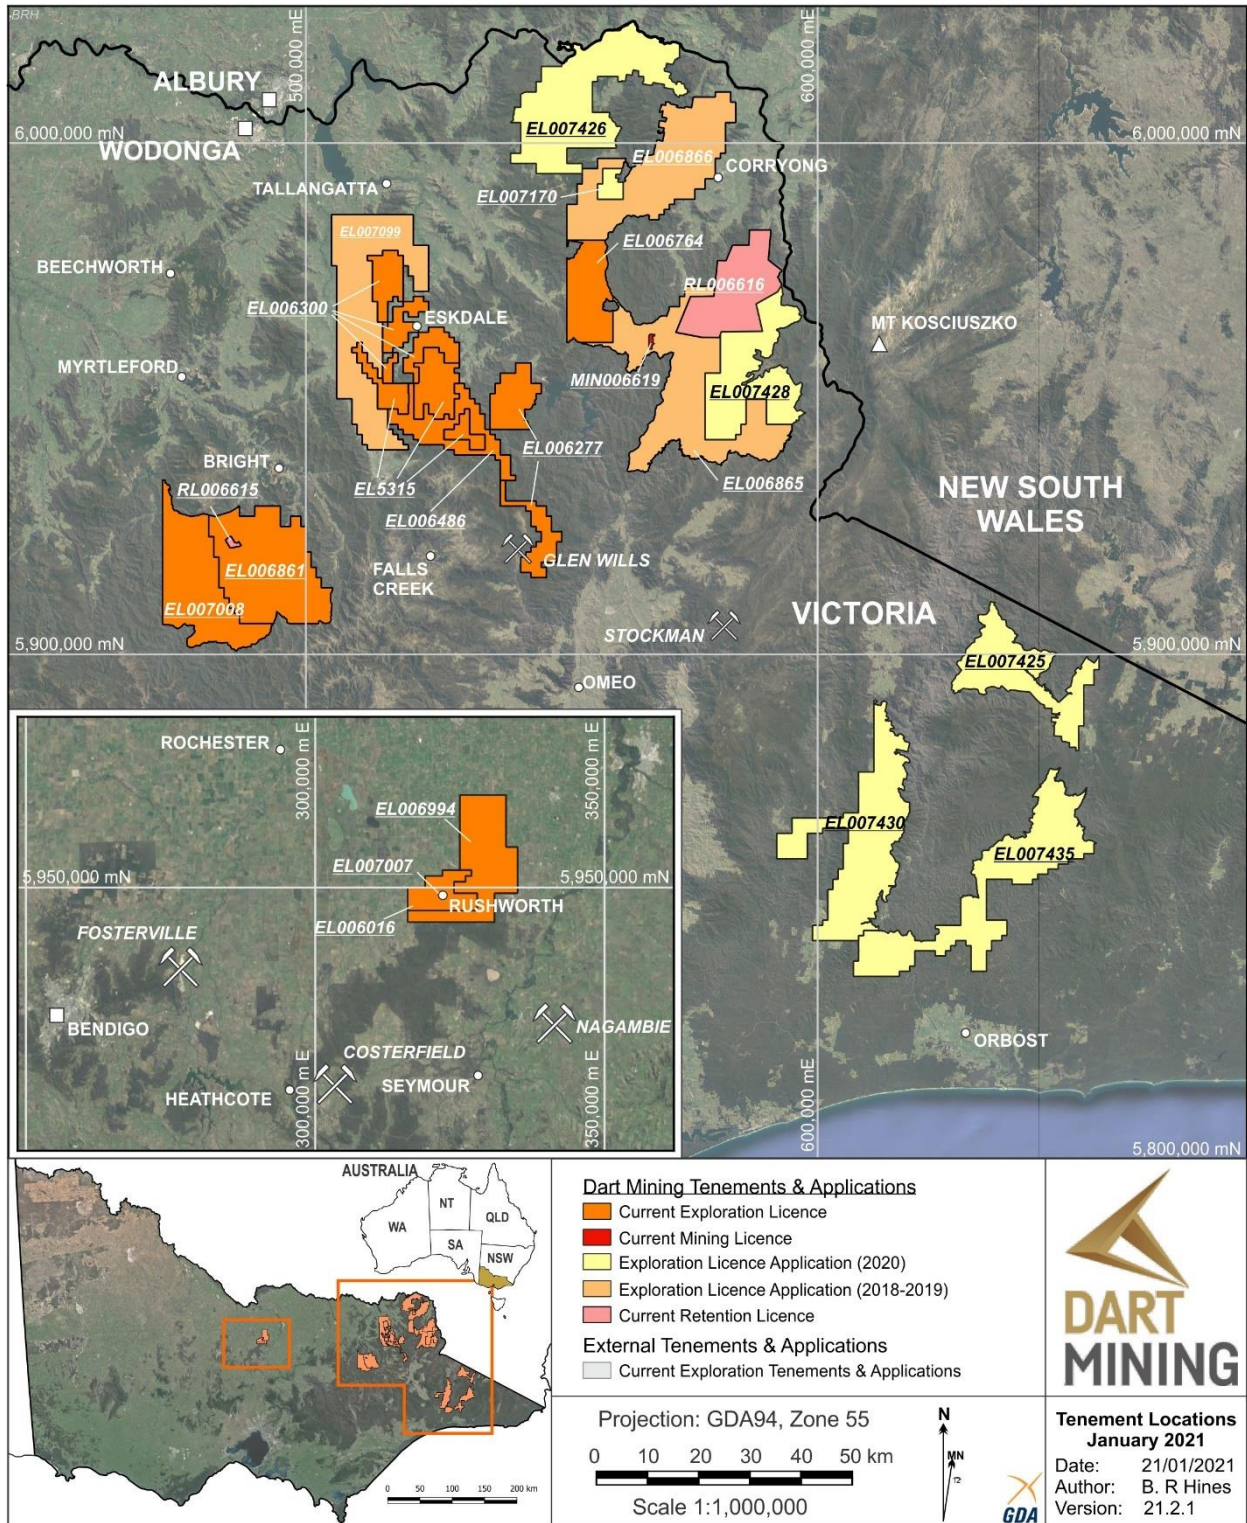 BRH
500,000 mE
600,000 mE
ALBURY
6,000,000 mN
6,000,000 mN
WODONGA
EL007426
EL006866
CORRYONG
TALLANGATTA
EL007170
EL007099
EL006764
BEECHWORTH
EL006300
RL006616
ESKDALE
MT KOSCIUSZKO
MYRTLEFORD
MIN006619
EL007428
EL006277
BRIGHT
EL5315
EL006865
RL006615
EL006486
NEW SOUTH
WALES
GLEN WILLS
FALLS
CREEK
EL006861
EL007008
VICTORIA
STOCKMAN
5,900,000 mN
5,900,000 mN
EL007425
OMEO
EL007430
EL007435
ORBOST
600,000 mE
5,800,000 mN
ROCHESTER
300,000 m E
350,000 m E
EL006994
EL007007
5,950,000 mN
5,950,000 mN
RUSHWORTH
EL006016
FOSTERVILLE
BENDIGO
NAGAMBIE
COSTERFIELD
SEYMOUR
HEATHCOTE
300,000 m E
350,000 m E
AUSTRALIA
NT
QLD
WA
SA
NSW
0 50 100 150 200 km
Dart Mining Tenements & Applications
Current Exploration Licence
Current Mining Licence
Exploration Licence Application (2020)
Exploration Licence Application (2018-2019)
Current Retention Licence
External Tenements & Applications
Current Exploration Tenements & Applications
Projection: GDA94, Zone 55
0 10 20 30 40 50 km
Scale 1:1,000,000
N
MN
GDA
DART
MINING
Tenement Locations
January 2021
Date: 21/01/2021
Author: B. R Hines
Version: 21.2.1